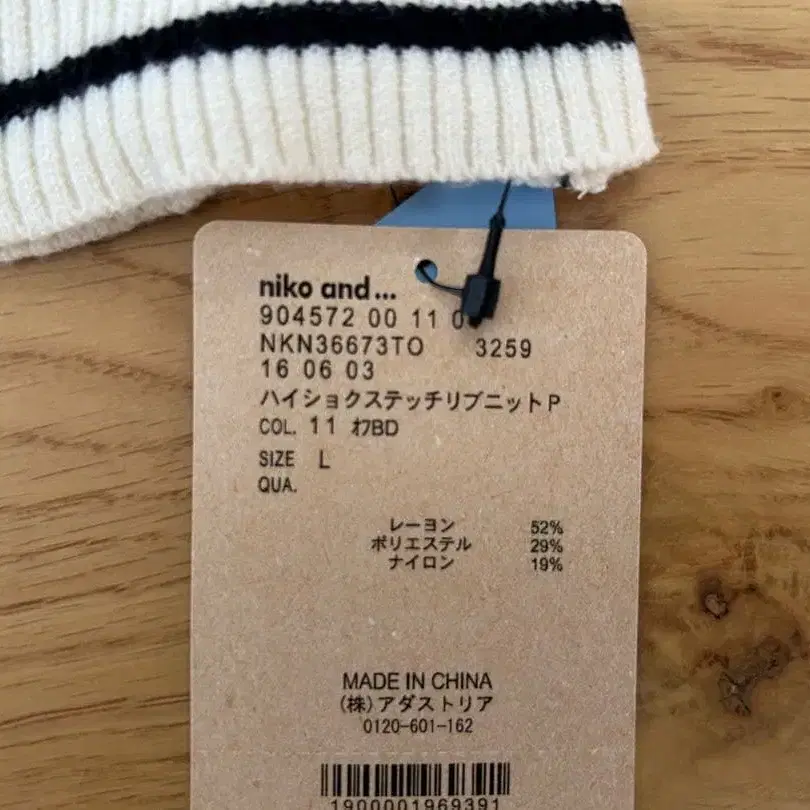 niko and...
904572 00 11
NKN36673TO 3259
16 06 03
ハイショクステッチリブニットP
COL. 11 ｵﾌBD
SIZE L
QUA.
レーヨン 52%
ポリエステル 29%
ナイロン 19%
MADE IN CHINA
(株)アダストリア
0120-601-162
1900001969391